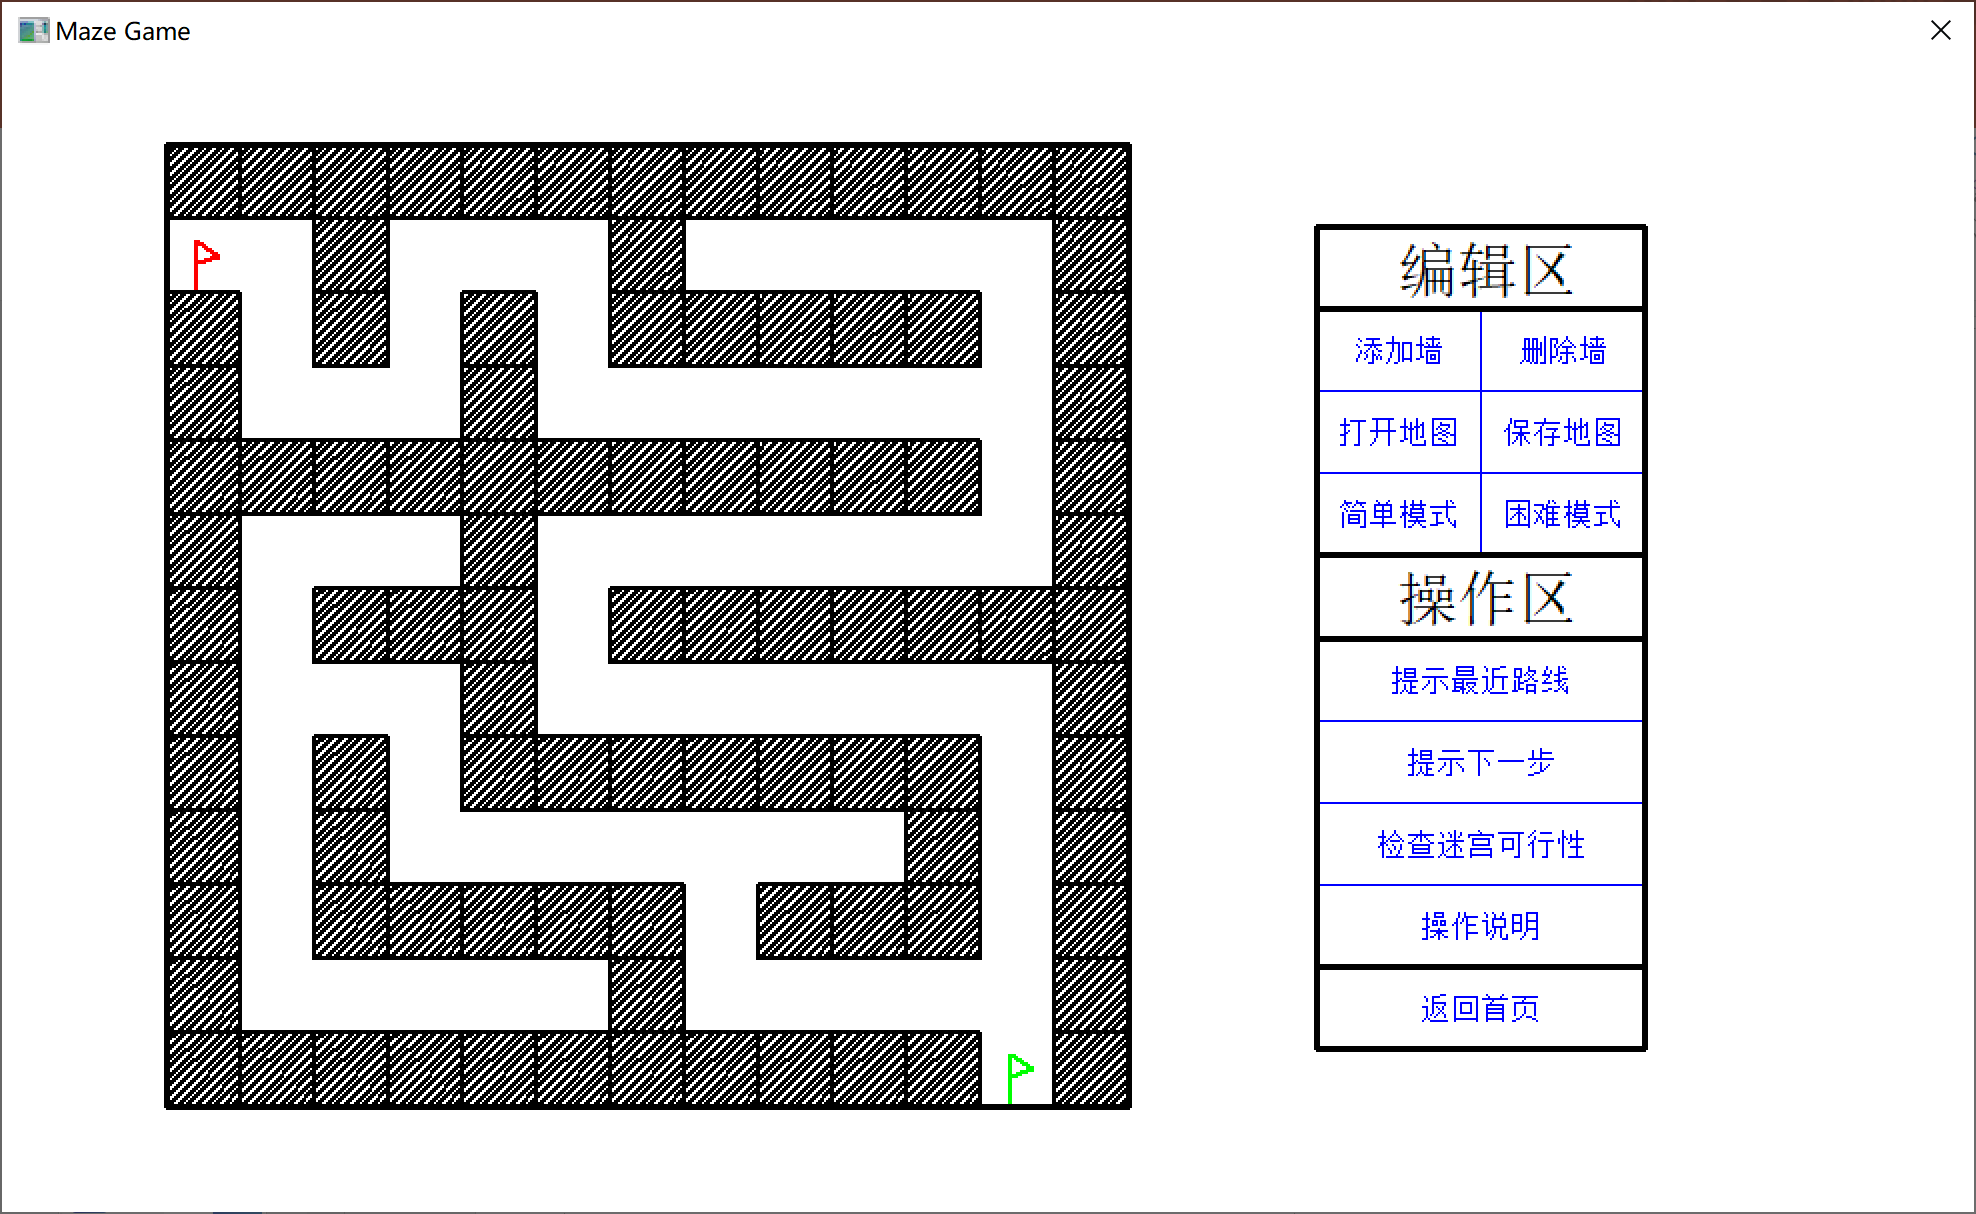 Maze Game
编辑区
添加墙 删除墙
打开地图 保存地图
简单模式 困难模式
操作区
提示最近路线
提示下一步
检查迷宫可行性
操作说明
返回首页